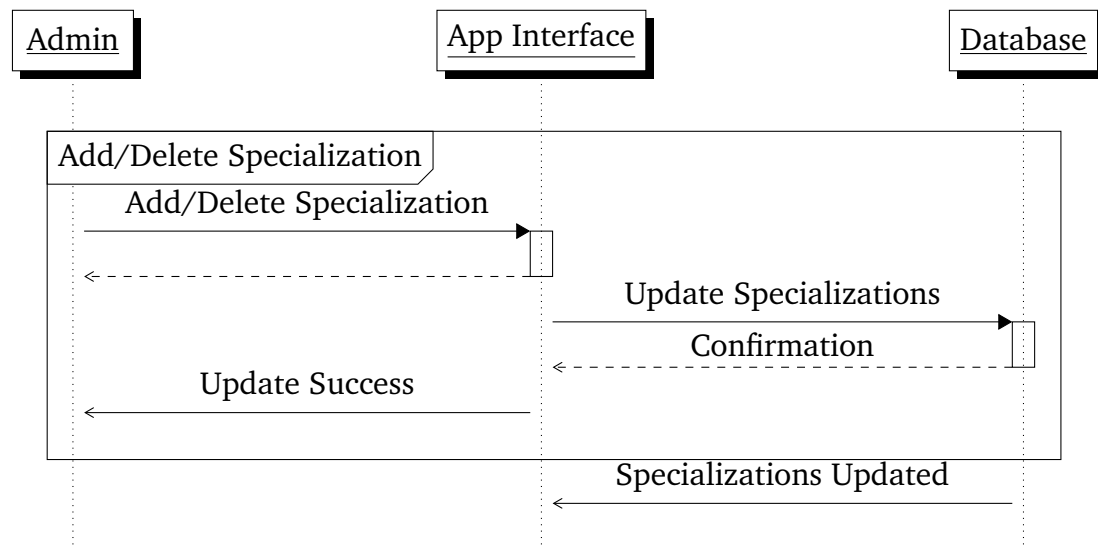 Admin
App Interface
Database
Add/Delete Specialization
Add/Delete Specialization
Update Specializations
Confirmation
Update Success
Specializations Updated